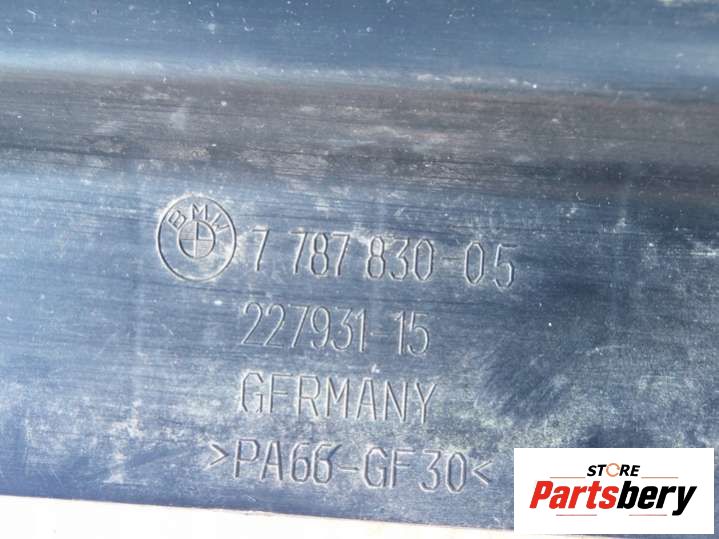 BMW 7 787 830-05
227931-15
GERMANY
>PA66-GF30<
STORE
Partsbery